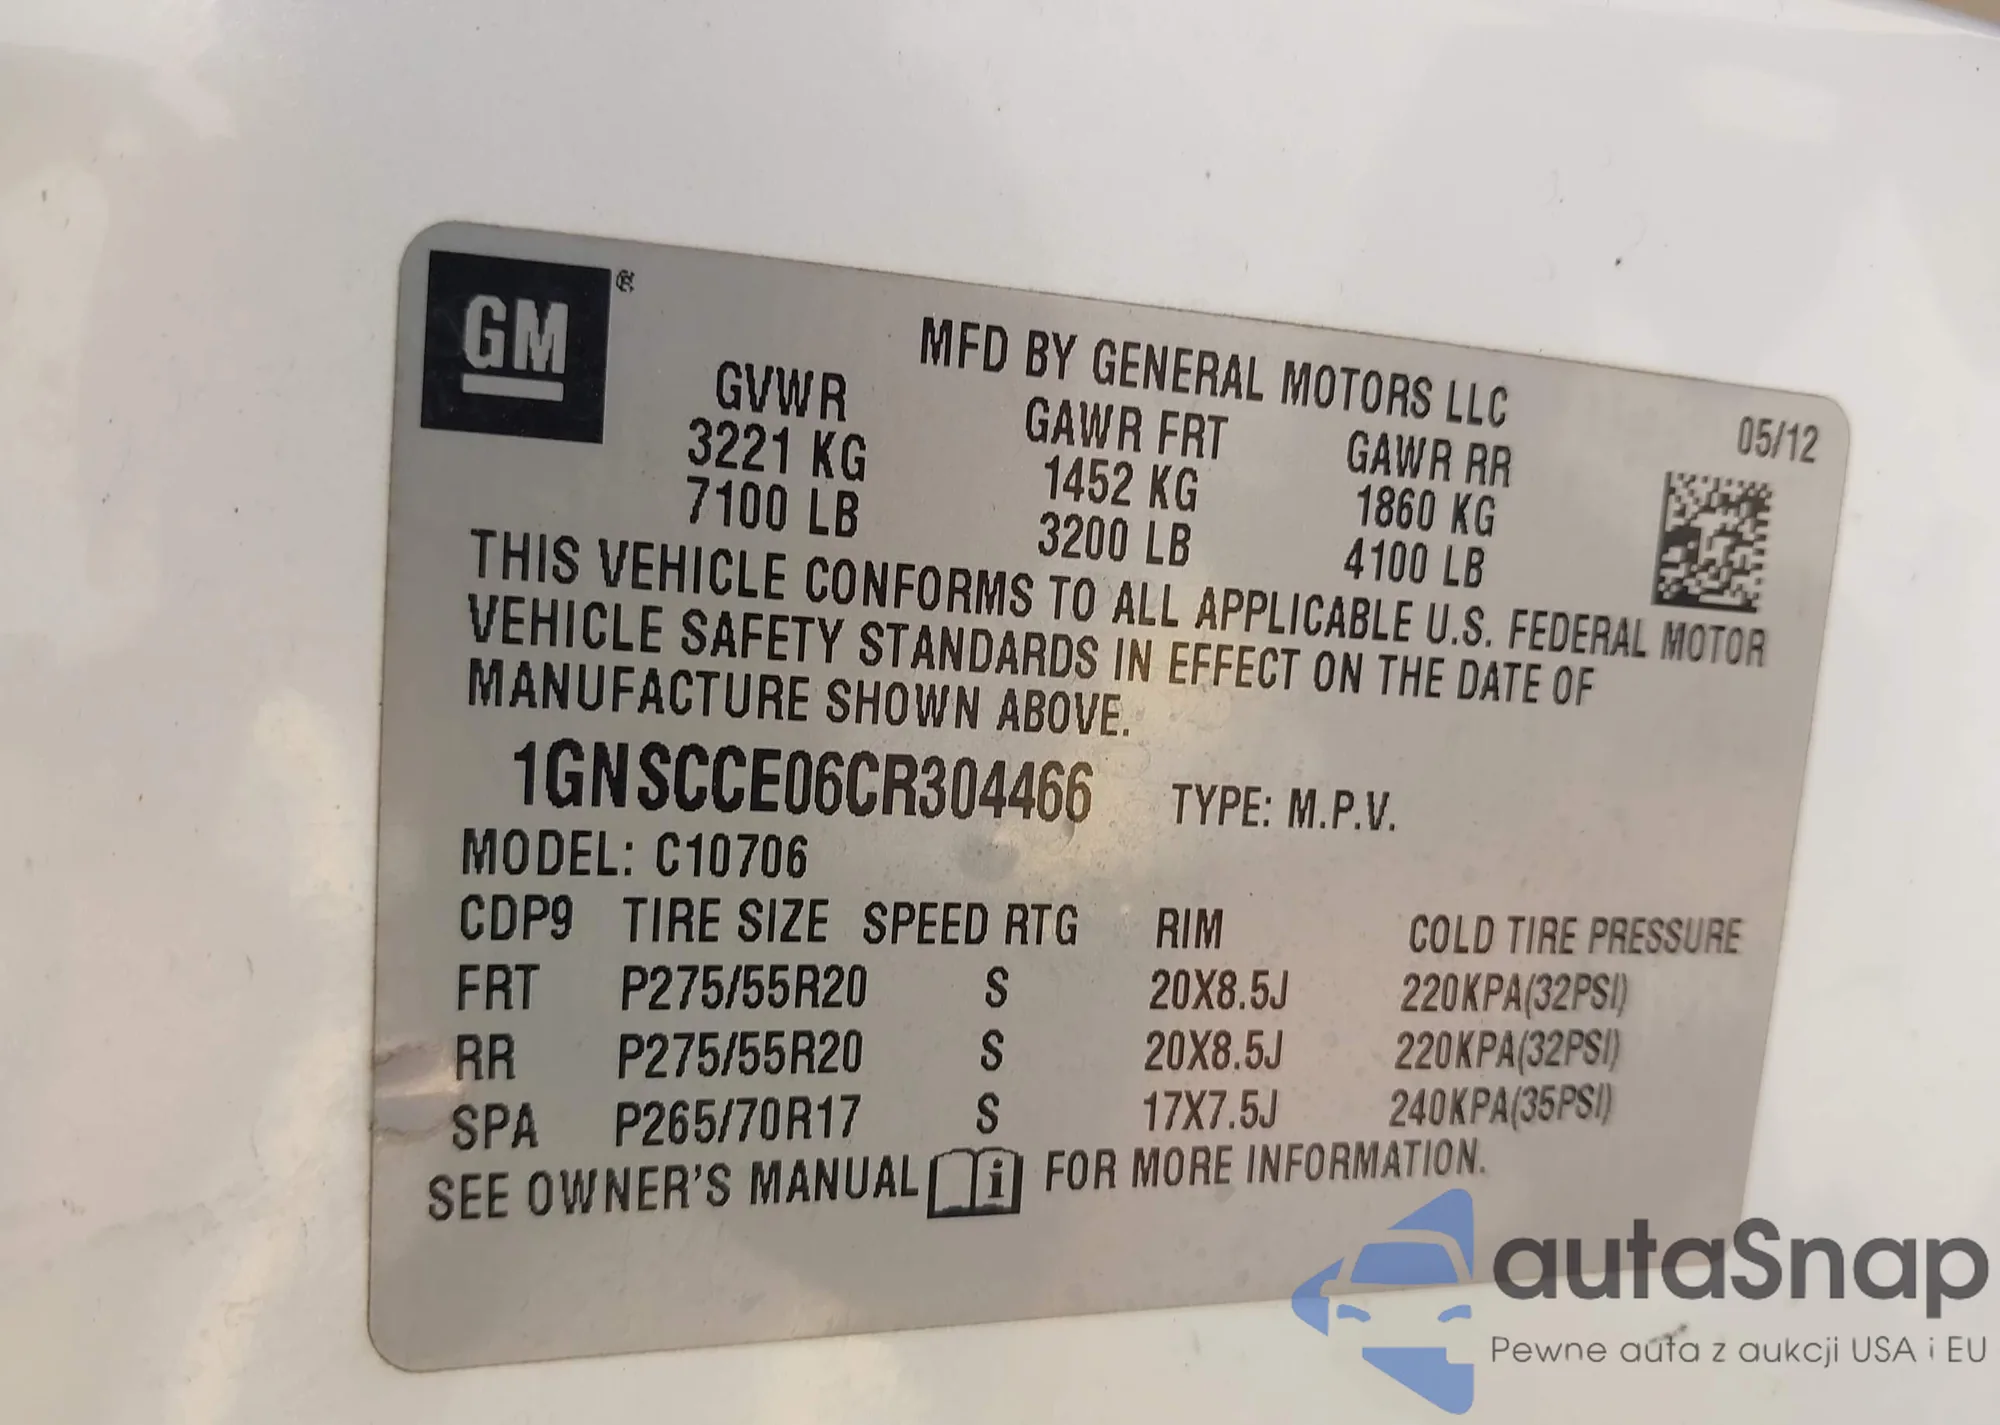 GM
MFD BY GENERAL MOTORS LLC
05/12
GVWR GAWR FRT GAWR RR
3221 KG 1452 KG 1860 KG
7100 LB 3200 LB 4100 LB
THIS VEHICLE CONFORMS TO ALL APPLICABLE U.S. FEDERAL MOTOR
VEHICLE SAFETY STANDARDS IN EFFECT ON THE DATE OF
MANUFACTURE SHOWN ABOVE.
1GNSCCE06CR304466 TYPE: M.P.V.
MODEL: C10706
CDP9 TIRE SIZE SPEED RTG RIM COLD TIRE PRESSURE
FRT P275/55R20 S 20X8.5J 220KPA(32PSI)
RR P275/55R20 S 20X8.5J 220KPA(32PSI)
SPA P265/70R17 S 17X7.5J 240KPA(35PSI)
SEE OWNER'S MANUAL i FOR MORE INFORMATION.
autaSnap
Pewne auta z aukcji USA i EU